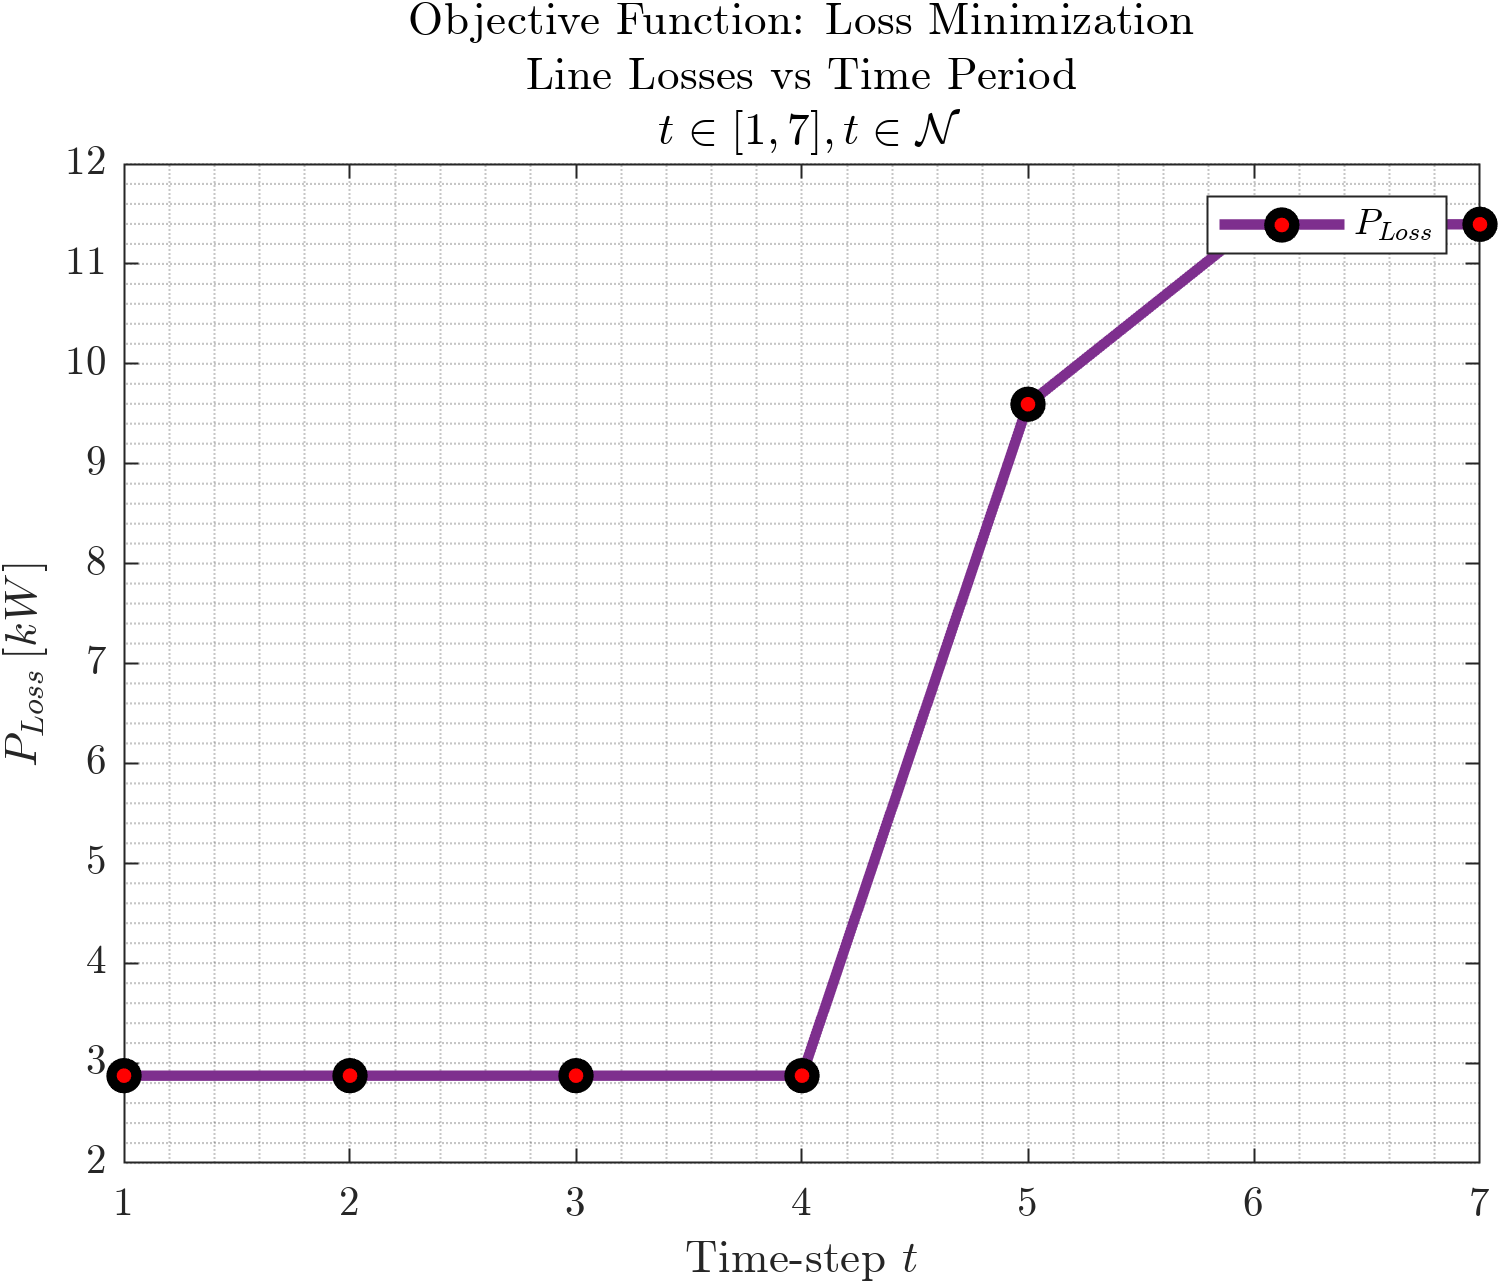 Objective Function: Loss Minimization
Line Losses vs Time Period
t ∈ [1, 7], t ∈ 𝒩
12
11
10
9
8
7
6
5
4
3
2
P_Loss [kW]
P_Loss
1 2 3 4 5 6 7
Time-step t